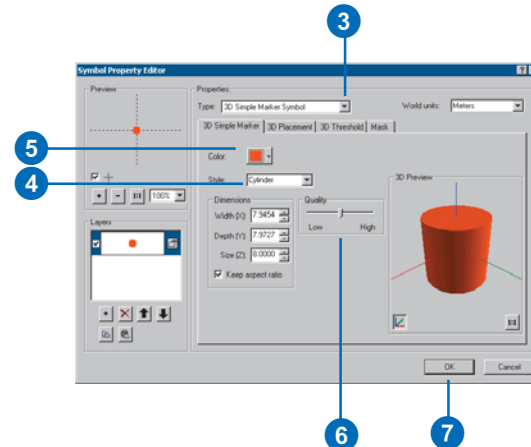 3
Symbol Property Editor
Preview
Properties:
Type: 3D Simple Marker Symbol
World units: Meters
3D Simple Marker 3D Placement 3D Threshold Mask
5
Color:
4
Style: Cylinder
3D Preview
100%
Dimensions
Quality
Width (X): 7.9454
Low High
Layers
Depth (Y): 7.9727
Size (Z): 8.0000
Keep aspect ratio
1:1
OK
Cancel
6
7